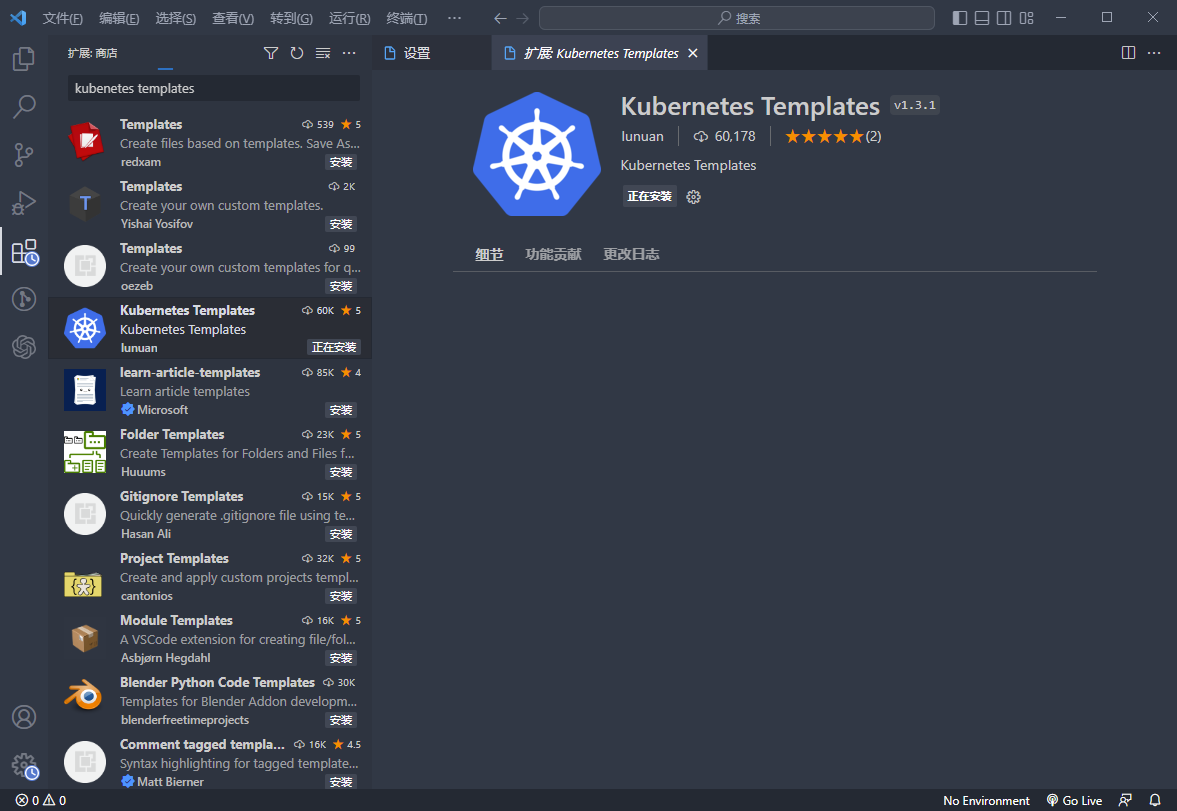 文件(F) 编辑(E) 选择(S) 查看(V) 转到(G) 运行(R) 终端(T) ··· 搜索
扩展: 商店
kubenetes templates
Templates 539 ★ 5
Create files based on templates. Save As...
redxam 安装
Templates 2K
Create your own custom templates.
Yishai Yosifov 安装
Templates 99
Create your own custom templates for q...
oezeb 安装
Kubernetes Templates 60K ★ 5
Kubernetes Templates
lunuan 正在安装
learn-article-templates 85K ★ 4
Learn article templates
Microsoft 安装
Folder Templates 23K ★ 5
Create Templates for Folders and Files f...
Huuums 安装
Gitignore Templates 15K ★ 5
Quickly generate .gitignore file using te...
Hasan Ali 安装
Project Templates 32K ★ 5
Create and apply custom projects templ...
cantonios 安装
Module Templates 16K ★ 5
A VSCode extension for creating file/fol...
Asbjørn Hegdahl 安装
Blender Python Code Templates 30K
Templates for Blender Addon developm...
blenderfreetimeprojects 安装
Comment tagged templa... 16K ★ 4.5
Syntax highlighting for tagged template...
Matt Bierner 安装
设置 扩展: Kubernetes Templates
Kubernetes Templates v1.3.1
lunuan 60,178 ★★★★★(2)
Kubernetes Templates
正在安装
细节 功能贡献 更改日志
0 0 No Environment Go Live